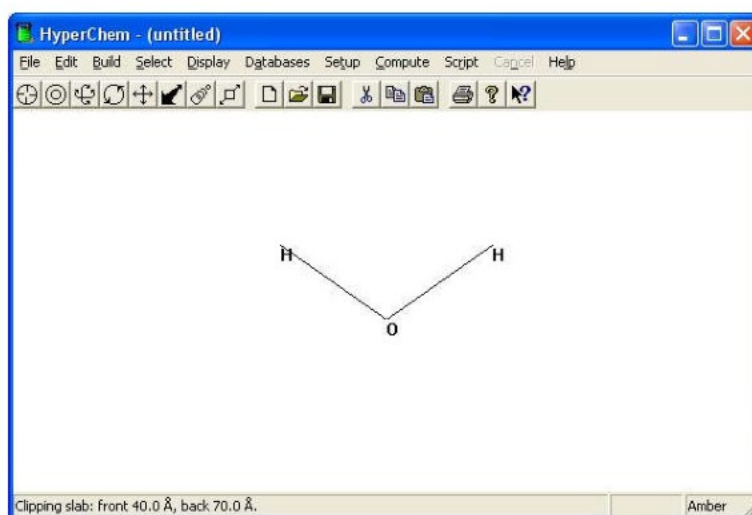 HyperChem - (untitled)
File Edit Build Select Display Databases Setup Compute Script Cancel Help
H H
O
Clipping slab: front 40.0 Å, back 70.0 Å. Amber